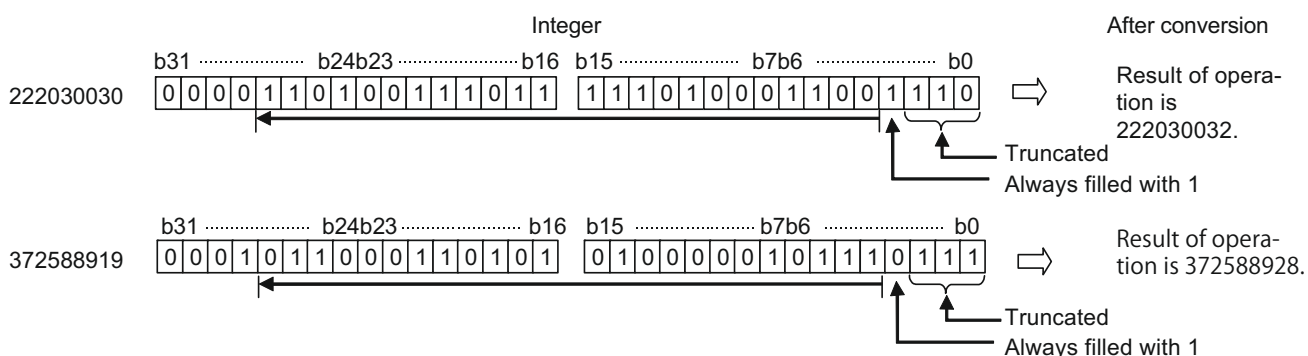 Integer After conversion
b31 ··········· b24b23 ··········· b16 b15 ··········· b7b6 ··········· b0
222030030 0 0 0 0 1 1 0 1 0 0 1 1 1 0 1 1 1 1 1 0 1 0 0 0 1 1 0 0 1 1 1 0
Result of opera-
tion is
222030032.
Truncated
Always filled with 1
b31 ··········· b24b23 ··········· b16 b15 ··········· b7b6 ··········· b0
372588919 0 0 0 1 0 1 1 0 0 0 1 1 0 1 0 1 0 1 0 0 0 0 0 1 0 1 1 1 0 1 1 1
Result of opera-
tion is 372588928.
Truncated
Always filled with 1